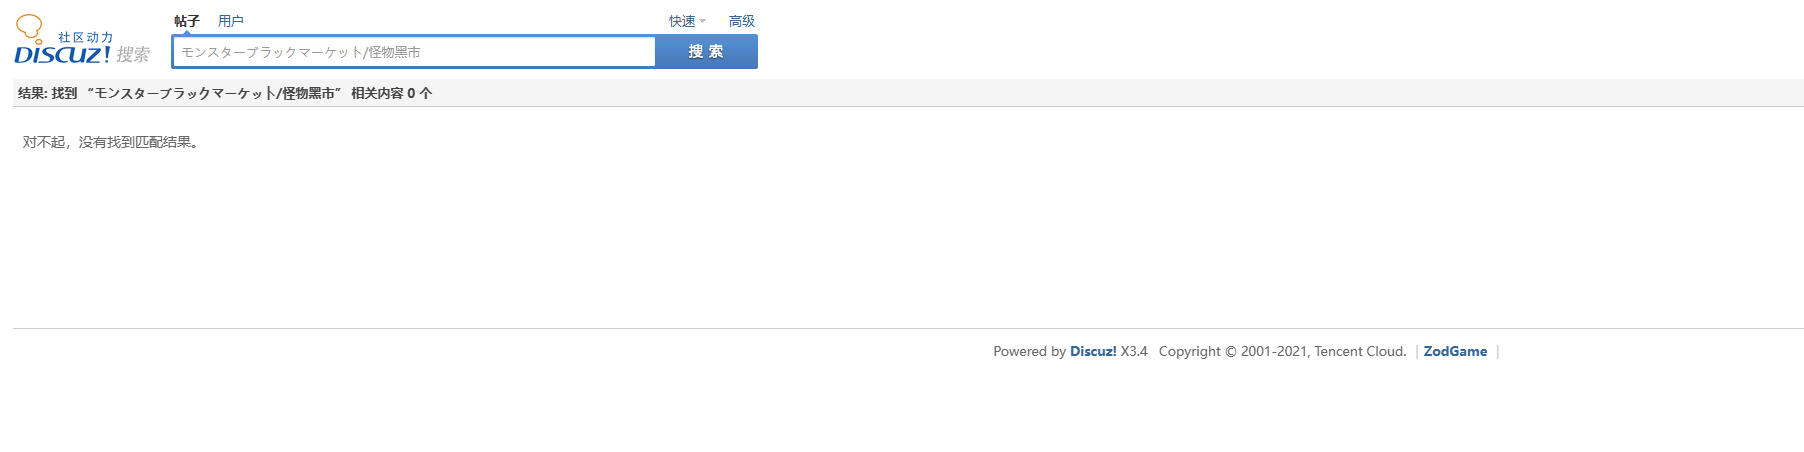 帖子 用户 快速 高级
社区动力
DISCUZ! 搜索
モンスターブラックマーケット/怪物黑市 搜索
结果: 找到 “モンスターブラックマーケット/怪物黑市” 相关内容 0 个
对不起，没有找到匹配结果。
Powered by Discuz! X3.4 Copyright © 2001-2021, Tencent Cloud. | ZodGame |